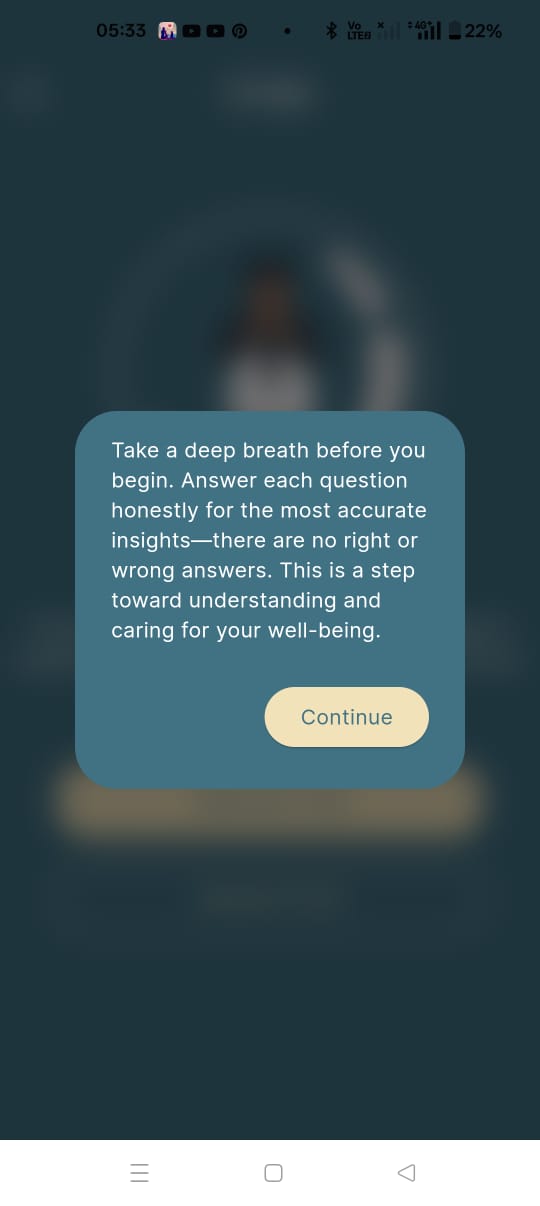 05:33
Vo
LTE
4G+
22%
Take a deep breath before you
begin. Answer each question
honestly for the most accurate
insights—there are no right or
wrong answers. This is a step
toward understanding and
caring for your well-being.
Continue